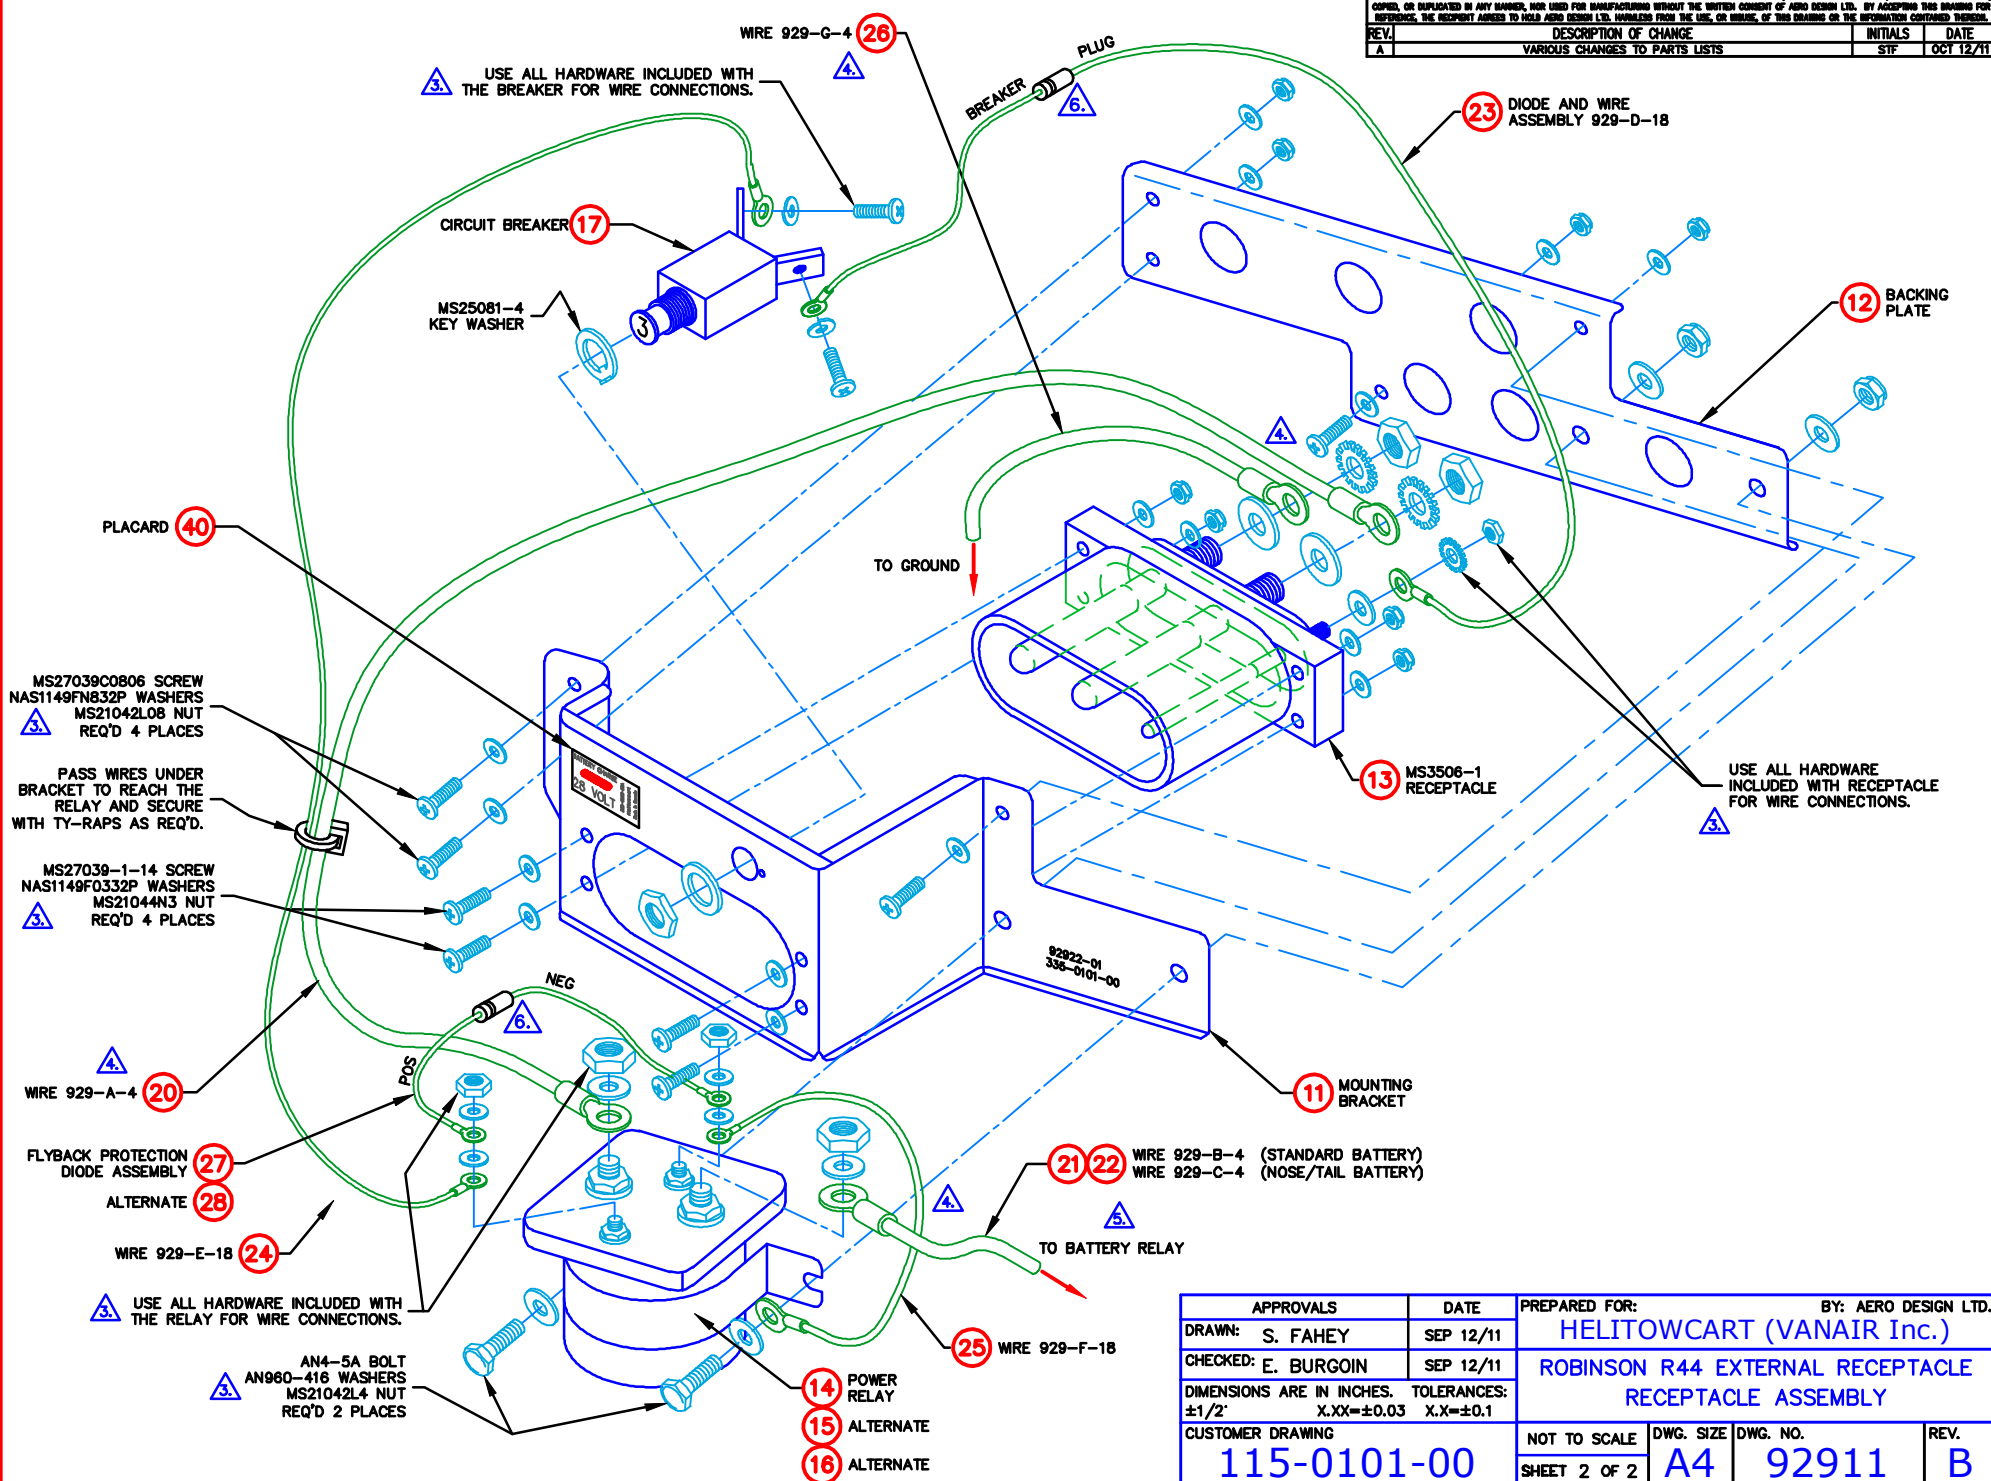 COPIED, OR DUPLICATED IN ANY MANNER, NOR USED FOR MANUFACTURING WITHOUT THE WRITTEN CONSENT OF AERO DESIGN LTD. BY ACCEPTING THIS DRAWING FOR
REFERENCE, THE RECIPIENT AGREES TO HOLD AERO DESIGN LTD. HARMLESS FROM THE USE, OR MISUSE, OF THIS DRAWING OR THE INFORMATION CONTAINED THEREIN.
REV. DESCRIPTION OF CHANGE INITIALS DATE
A VARIOUS CHANGES TO PARTS LISTS STF OCT 12/11
WIRE 929-G-4 26
4.
PLUG
BREAKER
6.
3. USE ALL HARDWARE INCLUDED WITH
THE BREAKER FOR WIRE CONNECTIONS.
23 DIODE AND WIRE
ASSEMBLY 929-D-18
CIRCUIT BREAKER 17
MS25081-4
KEY WASHER
3
12 BACKING
PLATE
4.
PLACARD 40
TO GROUND
MS27039C0806 SCREW
NAS1149FN832P WASHERS
MS21042L08 NUT
3. REQ'D 4 PLACES
PASS WIRES UNDER
BRACKET TO REACH THE
RELAY AND SECURE
WITH TY-RAPS AS REQ'D.
28 VOLT
13 MS3506-1
RECEPTACLE
USE ALL HARDWARE
INCLUDED WITH RECEPTACLE
FOR WIRE CONNECTIONS.
3.
MS27039-1-14 SCREW
NAS1149F0332P WASHERS
MS21044N3 NUT
3. REQ'D 4 PLACES
92922-01
335-0101-00
NEG
6.
POS
4.
WIRE 929-A-4 20
11 MOUNTING
BRACKET
FLYBACK PROTECTION
DIODE ASSEMBLY 27
ALTERNATE 28
21 22 WIRE 929-B-4 (STANDARD BATTERY)
WIRE 929-C-4 (NOSE/TAIL BATTERY)
4.
5.
TO BATTERY RELAY
WIRE 929-E-18 24
3. USE ALL HARDWARE INCLUDED WITH
THE RELAY FOR WIRE CONNECTIONS.
25 WIRE 929-F-18
AN4-5A BOLT
AN960-416 WASHERS
3. MS21042L4 NUT
REQ'D 2 PLACES
14 POWER
RELAY
15 ALTERNATE
16 ALTERNATE
APPROVALS DATE
DRAWN: S. FAHEY SEP 12/11
CHECKED: E. BURGOIN SEP 12/11
DIMENSIONS ARE IN INCHES. TOLERANCES:
±1/2° X.XX=±0.03 X.X=±0.1
CUSTOMER DRAWING
115-0101-00
PREPARED FOR: BY: AERO DESIGN LTD.
HELITOWCART (VANAIR Inc.)
ROBINSON R44 EXTERNAL RECEPTACLE
RECEPTACLE ASSEMBLY
NOT TO SCALE
SHEET 2 OF 2
DWG. SIZE
A4
DWG. NO.
92911
REV.
B